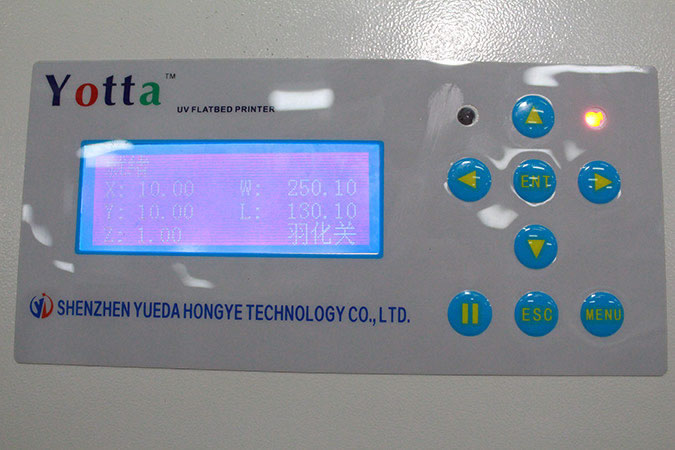 Yotta™
UV FLATBED PRINTER
X: 10.00 W: 250.10
Y: 10.00 L: 130.10
Z: 1.00 羽化关
SHENZHEN YUEDA HONGYE TECHNOLOGY CO.,LTD.
ENT
ESC
MENU